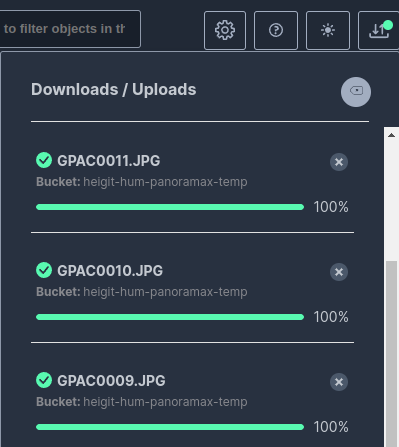 to filter objects in th
Downloads / Uploads
GPAC0011.JPG
Bucket: heigit-hum-panoramax-temp
100%
GPAC0010.JPG
Bucket: heigit-hum-panoramax-temp
100%
GPAC0009.JPG
Bucket: heigit-hum-panoramax-temp
100%